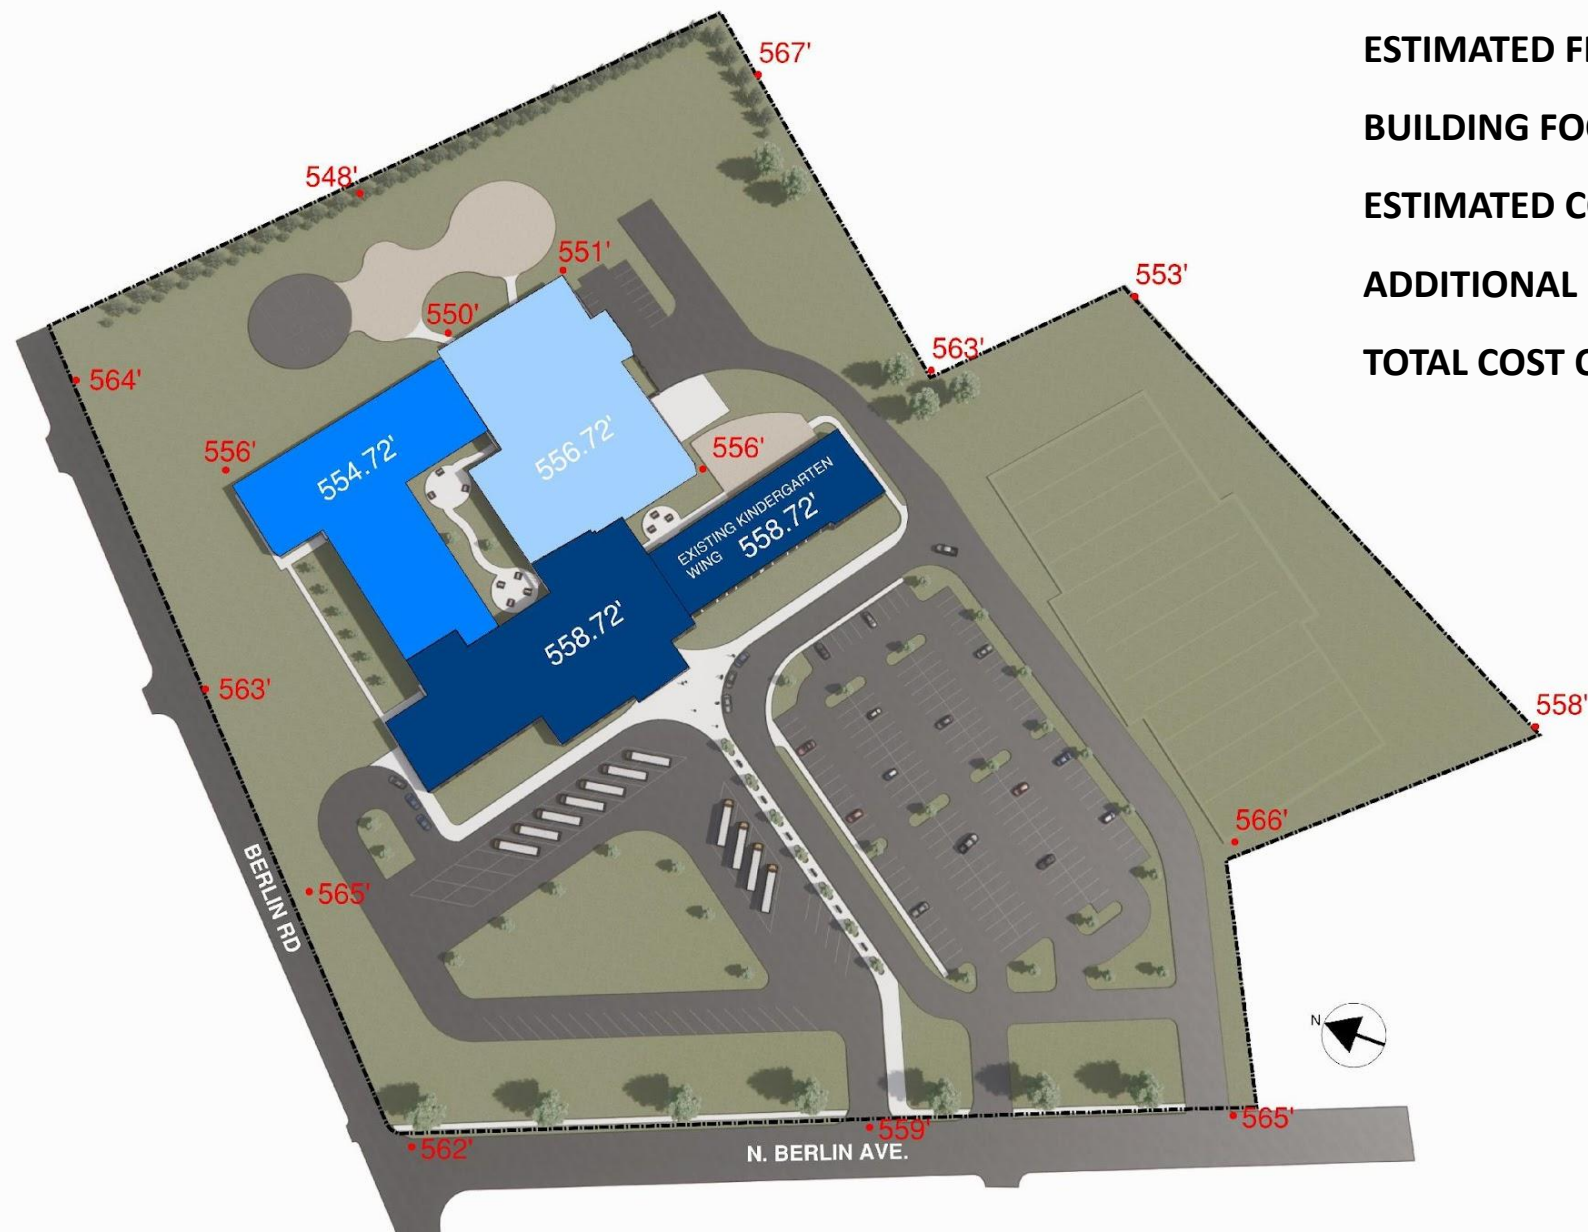 567'
ESTIMATED
BUILDING
548'
ESTIMATED
551'
553'
ADDITIONAL
550'
563'
TOTAL COST
564'
556'
554.72'
556.72'
556'
EXISTING KINDERGARTEN
WING 558.72'
558.72'
563'
558'
566'
BERLIN RD
565'
N
559'
565'
562'
N. BERLIN AVE.